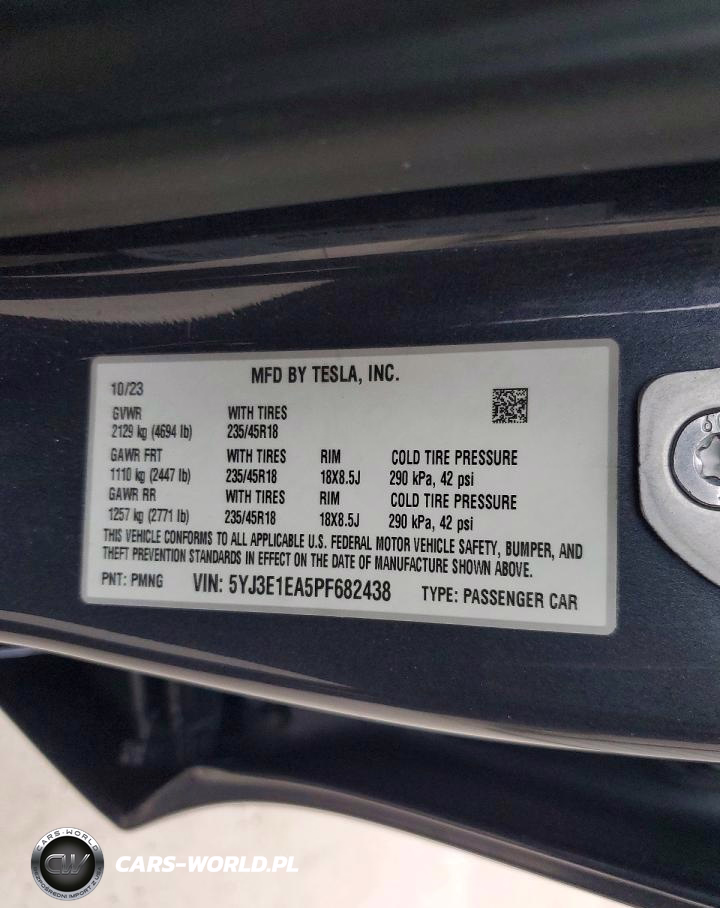 MFD BY TESLA, INC.
10/23
GVWR WITH TIRES
2129 kg (4694 lb) 235/45R18
GAWR FRT WITH TIRES RIM COLD TIRE PRESSURE
1110 kg (2447 lb) 235/45R18 18X8.5J 290 kPa, 42 psi
GAWR RR WITH TIRES RIM COLD TIRE PRESSURE
1257 kg (2771 lb) 235/45R18 18X8.5J 290 kPa, 42 psi
THIS VEHICLE CONFORMS TO ALL APPLICABLE U.S. FEDERAL MOTOR VEHICLE SAFETY, BUMPER, AND
THEFT PREVENTION STANDARDS IN EFFECT ON THE DATE OF MANUFACTURE SHOWN ABOVE.
PNT: PMNG VIN: 5YJ3E1EA5PF682438 TYPE: PASSENGER CAR
CARS-WORLD
CW
CARS-WORLD.PL